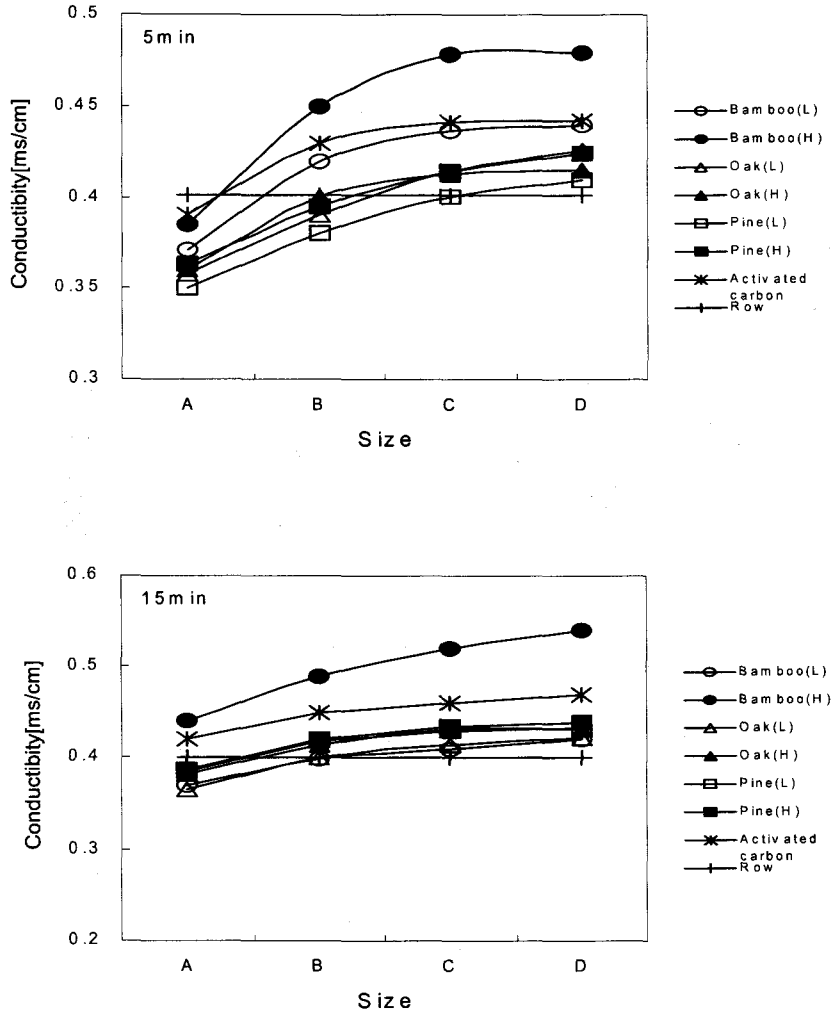 5min
0.5
0.45
0.4
0.35
0.3
Conductibity[ms/cm]
A B C D
Size
Bamboo(L)
Bamboo(H)
Oak(L)
Oak(H)
Pine(L)
Pine(H)
Activated
carbon
Row
15min
0.6
0.5
0.4
0.3
0.2
Conductibity[ms/cm]
A B C D
Size
Bamboo(L)
Bamboo(H)
Oak(L)
Oak(H)
Pine(L)
Pine(H)
Activated
carbon
Row